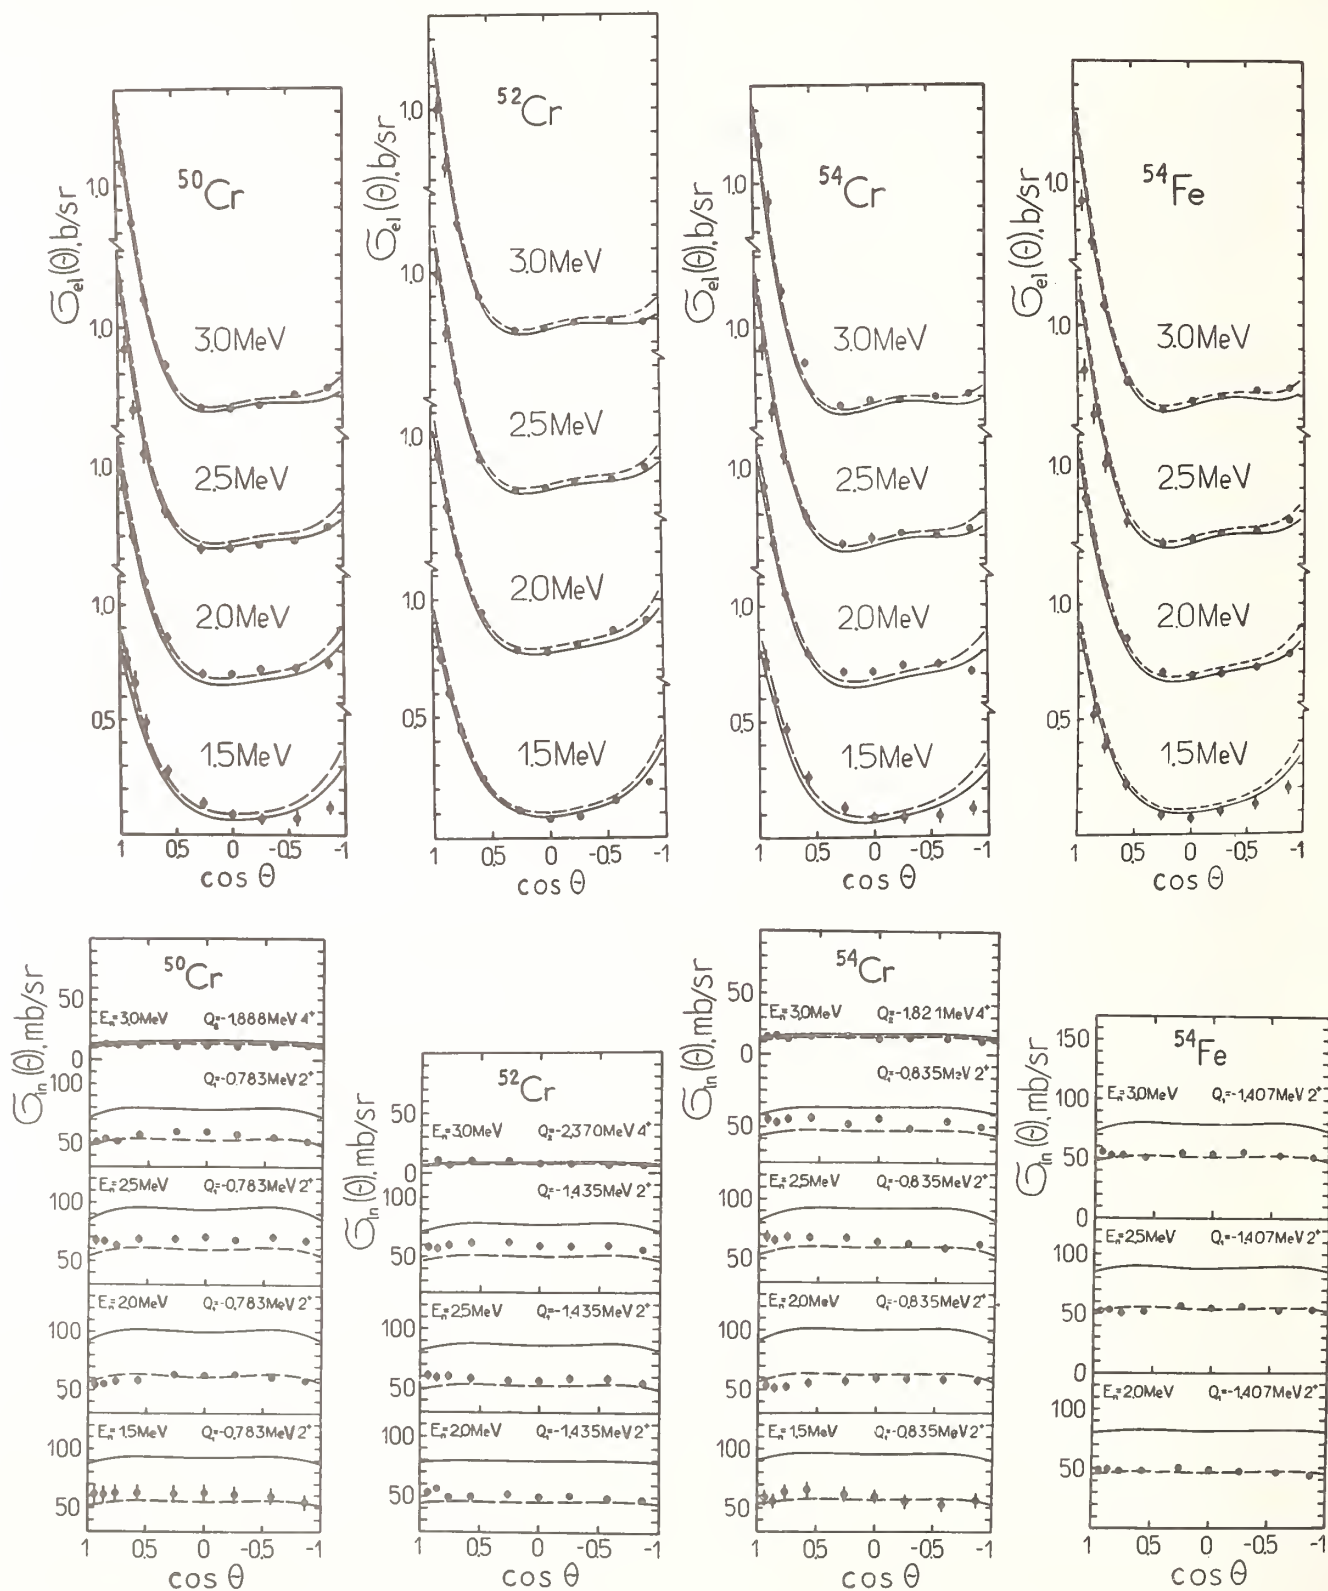 ⁵⁰Cr
σ_el(Θ), b/sr
1.0
3.0MeV
1.0
2.5MeV
1.0
2.0MeV
1.0
1.5MeV
0.5
1 0.5 0 -0.5 -1
cos θ
⁵²Cr
σ_el(Θ), b/sr
1.0
3.0MeV
1.0
2.5MeV
1.0
2.0MeV
1.0
1.5MeV
0.5
1 0.5 0 -0.5 -1
cos θ
⁵⁴Cr
σ_el(Θ), b/sr
1.0
3.0MeV
1.0
2.5MeV
1.0
2.0MeV
1.0
1.5MeV
0.5
1 0.5 0 -0.5 -1
cos θ
⁵⁴Fe
σ_el(Θ), b/sr
1.0
3.0MeV
1.0
2.5MeV
1.0
2.0MeV
1.0
1.5MeV
0.5
1 0.5 0 -0.5 -1
cos θ
⁵⁰Cr
σ_in(Θ), mb/sr
50
Eₙ=3.0MeV Q₂=-1.888MeV 4⁺
0
100
Q₁=-0.783MeV 2⁺
50
Eₙ=2.5MeV Q₁=-0.783MeV 2⁺
100
50
Eₙ=2.0MeV Q₁=-0.783MeV 2⁺
100
50
Eₙ=1.5MeV Q₁=-0.783MeV 2⁺
100
50
1 0.5 0 -0.5 -1
cos θ
⁵²Cr
σ_in(Θ), mb/sr
50
Eₙ=3.0MeV Q₂=-2.370MeV 4⁺
0
100
Q₁=-1.435MeV 2⁺
50
Eₙ=2.5MeV Q₁=-1.435MeV 2⁺
100
50
Eₙ=2.0MeV Q₁=-1.435MeV 2⁺
100
50
1 0.5 0 -0.5 -1
cos θ
⁵⁴Cr
σ_in(Θ), mb/sr
50
Eₙ=3.0MeV Q₂=-1.821MeV 4⁺
0
Q₁=-0.835MeV 2⁺
100
50
Eₙ=2.5MeV Q₁=-0.835MeV 2⁺
100
50
Eₙ=2.0MeV Q₁=-0.835MeV 2⁺
100
50
Eₙ=1.5MeV Q₁=-0.835MeV 2⁺
100
50
1 0.5 0 -0.5 -1
cos θ
⁵⁴Fe
σ_in(Θ), mb/sr
150
Eₙ=3.0MeV Q₁=-1.407MeV 2⁺
100
50
0
Eₙ=2.5MeV Q₁=-1.407MeV 2⁺
100
50
0
Eₙ=2.0MeV Q₁=-1.407MeV 2⁺
100
50
1 0.5 0 -0.5 -1
cos θ